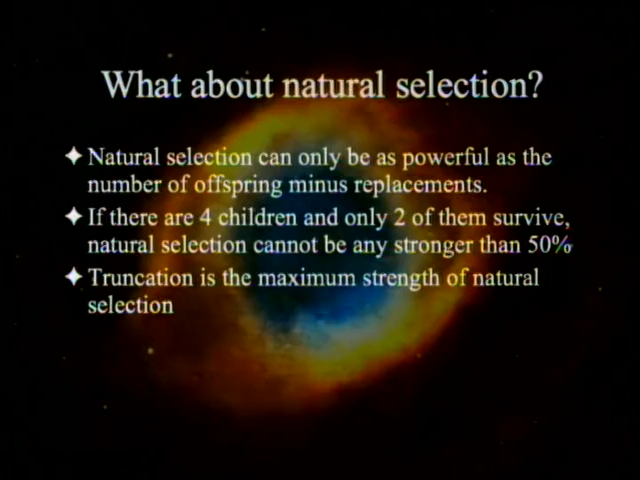 What about natural selection?
Natural selection can only be as powerful as the
number of offspring minus replacements.
If there are 4 children and only 2 of them survive,
natural selection cannot be any stronger than 50%
Truncation is the maximum strength of natural
selection